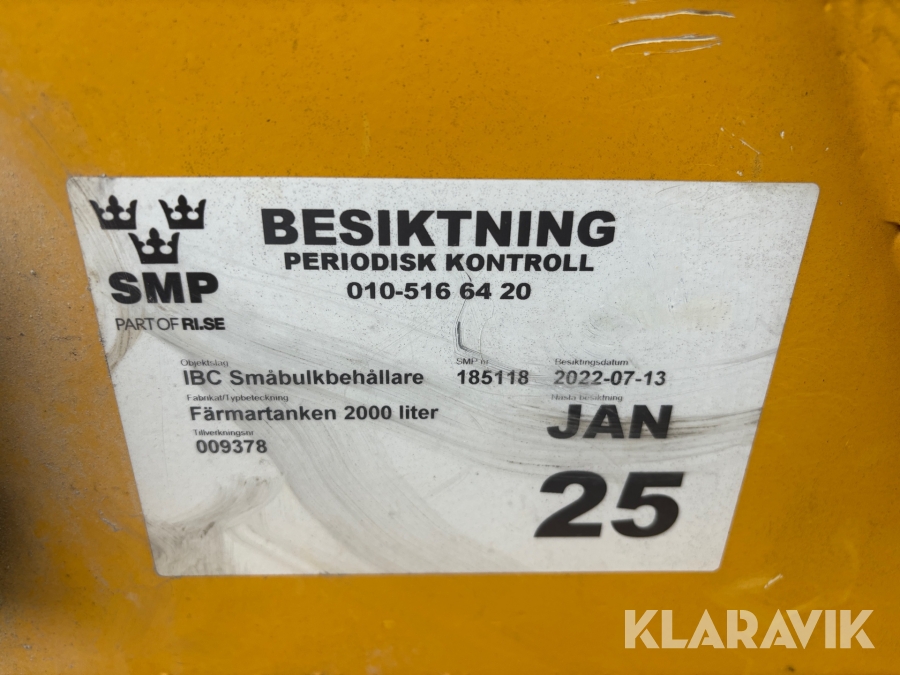 BESIKTNING
PERIODISK KONTROLL
010-516 64 20
SMP
PART OF RI.SE
Objektslag
IBC Småbulkbehållare
SMP nr
185118
Besiktningsdatum
2022-07-13
Fabrikat/Typbeteckning
Färmartanken 2000 liter
Nästa besiktning
JAN
25
Tillverkningsnr
009378
KLARAVIK